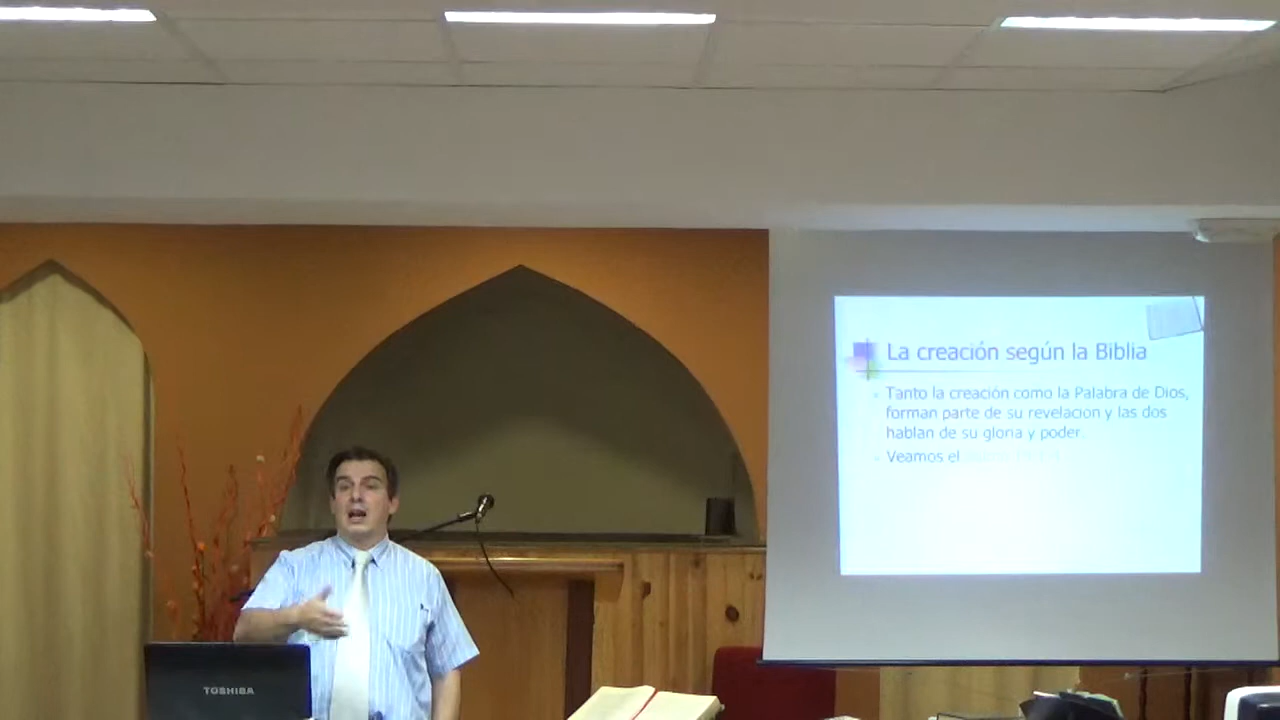 La creación según la Biblia
Tanto la creación como la Palabra de Dios,
forman parte de su revelacion y las dos
hablan de su gloria y poder.
Veamos el
TOSHIBA